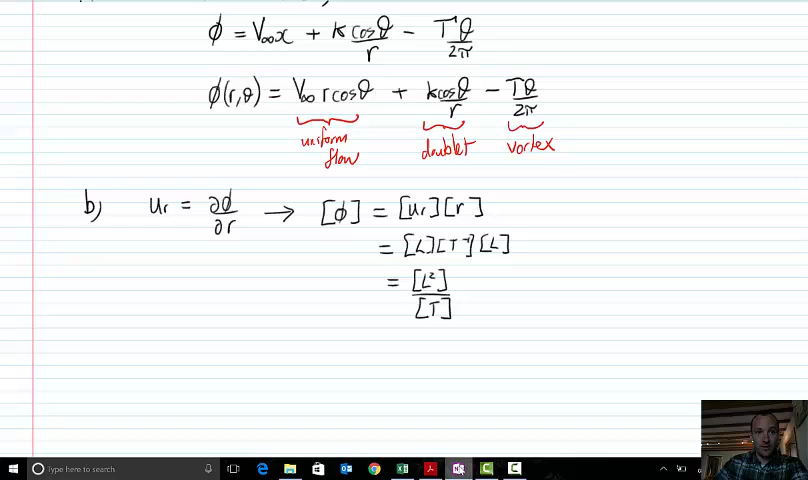 ϕ = V∞x + k cosθ/r − Γθ/2π
ϕ(r,θ) = V∞ r cosθ + k cosθ/r − Γθ/2π
uniform flow doublet vortex
b) ur = ∂ϕ/∂r → [ϕ] = [ur][r]
= [L][T⁻¹][L]
= [L²]/[T]
Type here to search